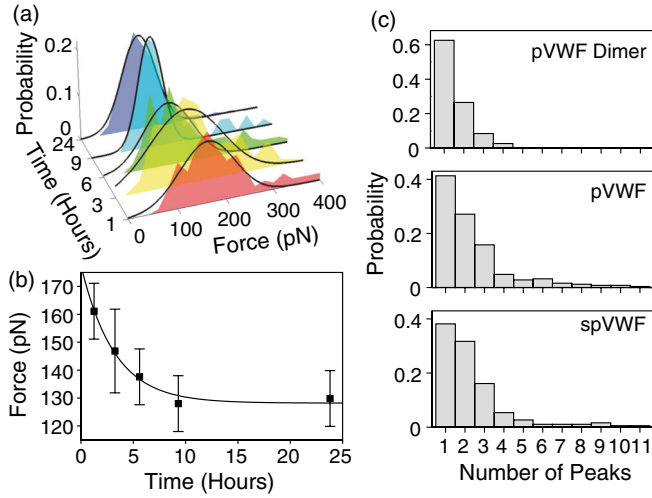 (a)
Probability
0.2
0.1
0
24
9
6
3
1
Time (Hours)
0
100
200
300
400
Force (pN)
(b)
Force (pN)
170
160
150
140
130
120
0 5 10 15 20 25
Time (Hours)
(c)
Probability
pVWF Dimer
0.6
0.4
0.2
0
pVWF
0.4
0.2
0
spVWF
0.4
0.2
0
1 2 3 4 5 6 7 8 9 10 11
Number of Peaks